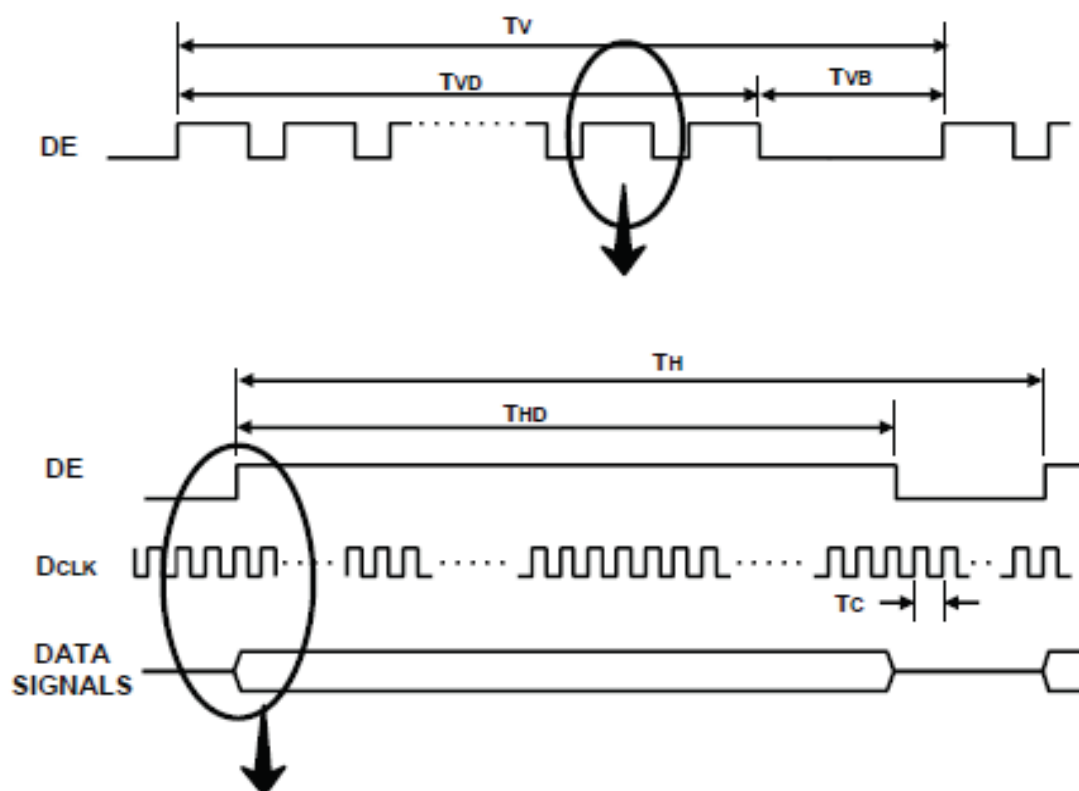 TV
TVD
TVB
DE
TH
THD
DE
DCLK
TC
DATA
SIGNALS